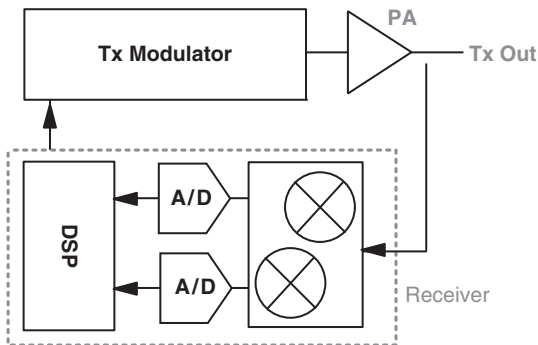 PA
Tx Modulator
Tx Out
A/D
DSP
A/D
Receiver